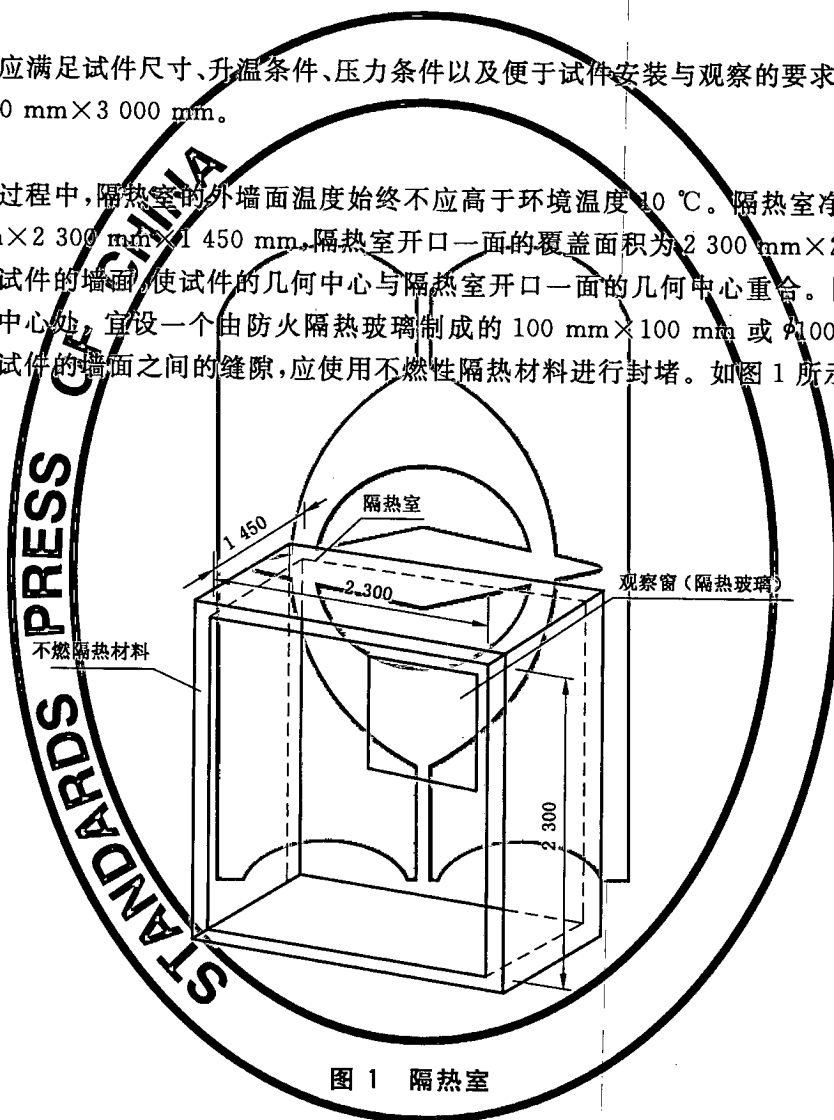 应满足试件尺寸、升温条件、压力条件以及便于试件安装与观察的要求
0 mm×3 000 mm。
过程中,隔热室的外墙面温度始终不应高于环境温度10 ℃。隔热室净
×2 300 mm×1 450 mm,隔热室开口一面的覆盖面积为2 300 mm×2
试件的墙面,使试件的几何中心与隔热室开口一面的几何中心重合。
中心处,宜设一个由防火隔热玻璃制成的 100 mm×100 mm 或 φ100
试件的墙面之间的缝隙,应使用不燃性隔热材料进行封堵。如图 1 所示
隔热室
1 450
2 300
观察窗(隔热玻璃)
不燃隔热材料
2 300
图 1 隔热室
STANDARDS PRESS OF CHINA